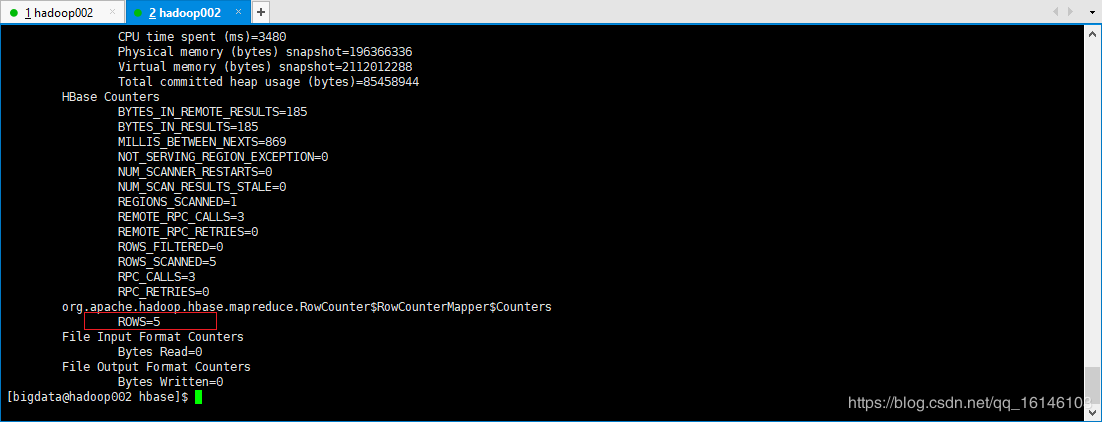 1 hadoop002
2 hadoop002
CPU time spent (ms)=3480
Physical memory (bytes) snapshot=196366336
Virtual memory (bytes) snapshot=2112012288
Total committed heap usage (bytes)=85458944
HBase Counters
BYTES_IN_REMOTE_RESULTS=185
BYTES_IN_RESULTS=185
MILLIS_BETWEEN_NEXTS=869
NOT_SERVING_REGION_EXCEPTION=0
NUM_SCANNER_RESTARTS=0
NUM_SCAN_RESULTS_STALE=0
REGIONS_SCANNED=1
REMOTE_RPC_CALLS=3
REMOTE_RPC_RETRIES=0
ROWS_FILTERED=0
ROWS_SCANNED=5
RPC_CALLS=3
RPC_RETRIES=0
org.apache.hadoop.hbase.mapreduce.RowCounter$RowCounterMapper$Counters
ROWS=5
File Input Format Counters
Bytes Read=0
File Output Format Counters
Bytes Written=0
[bigdata@hadoop002 hbase]$
https://blog.csdn.net/qq_16146103